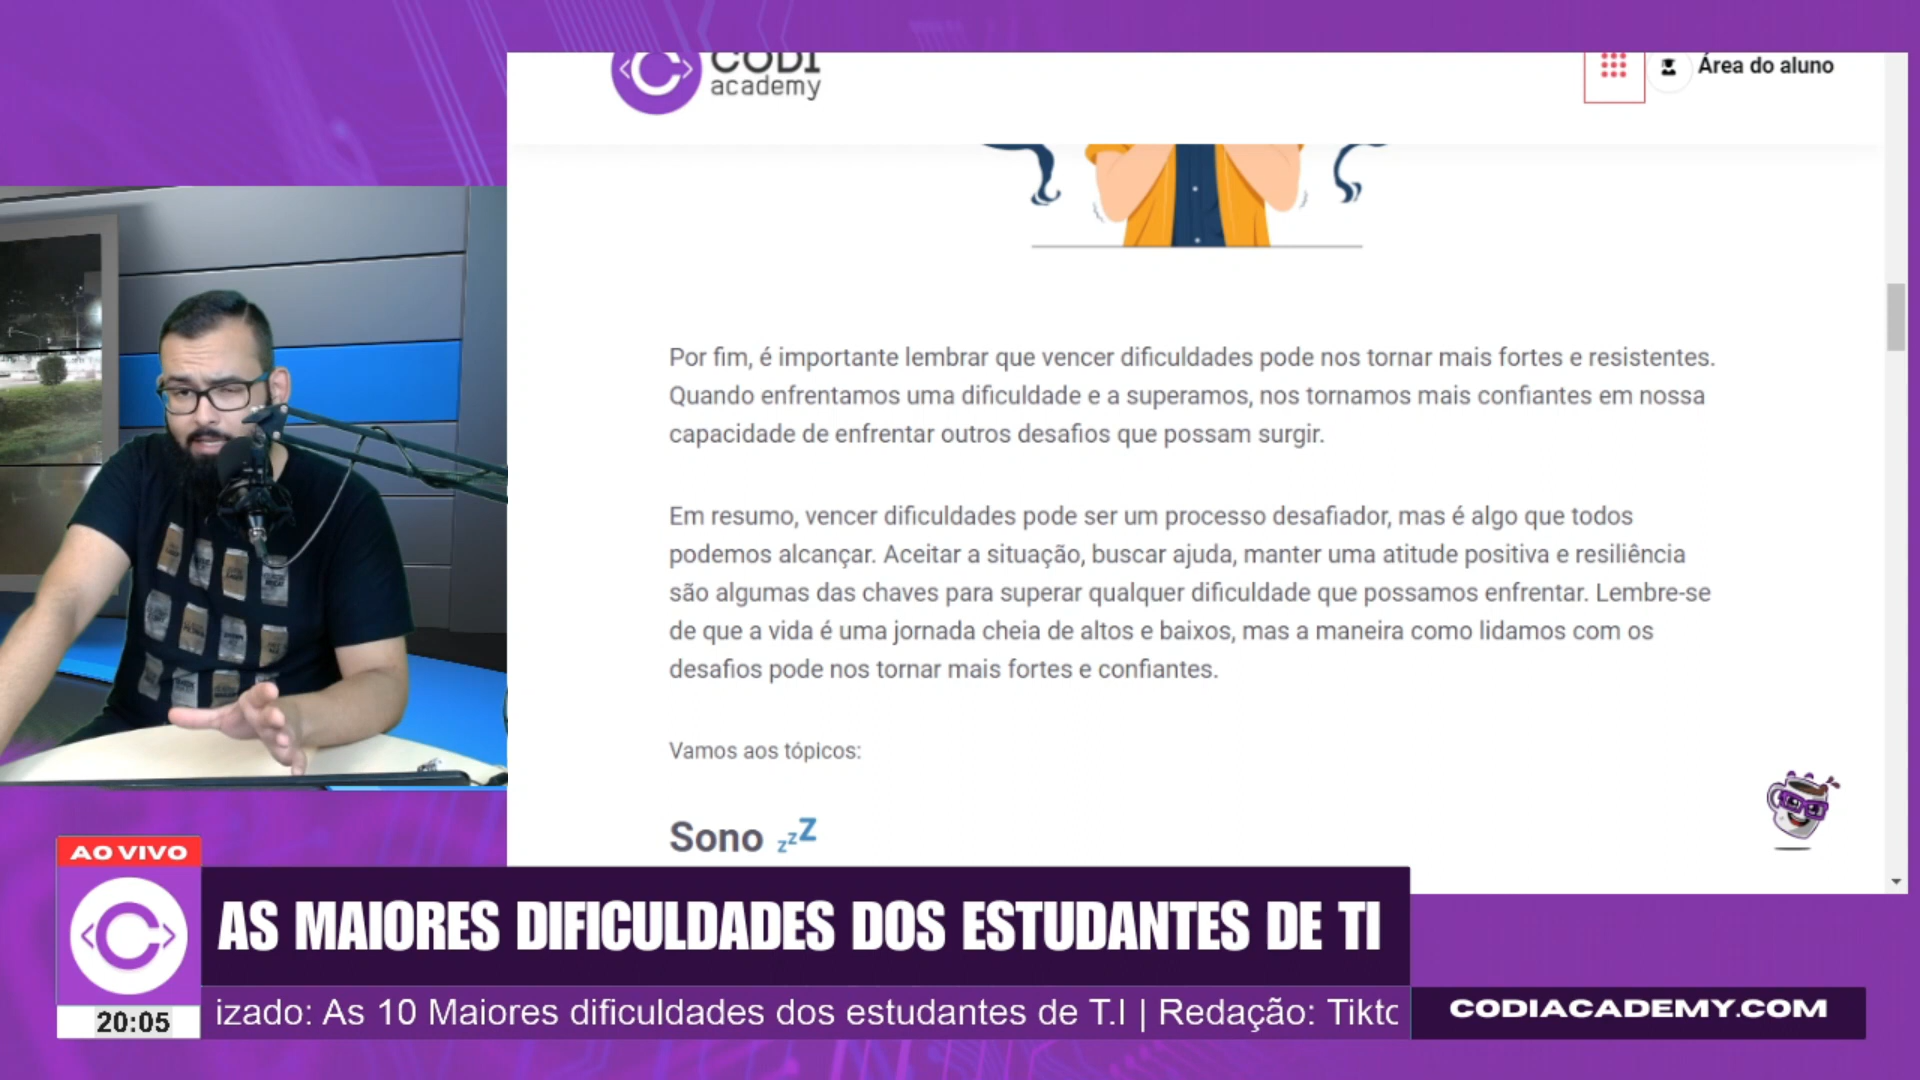 CODI
academy
Área do aluno
Por fim, é importante lembrar que vencer dificuldades pode nos tornar mais fortes e resistentes.
Quando enfrentamos uma dificuldade e a superamos, nos tornamos mais confiantes em nossa
capacidade de enfrentar outros desafios que possam surgir.
Em resumo, vencer dificuldades pode ser um processo desafiador, mas é algo que todos
podemos alcançar. Aceitar a situação, buscar ajuda, manter uma atitude positiva e resiliência
são algumas das chaves para superar qualquer dificuldade que possamos enfrentar. Lembre-se
de que a vida é uma jornada cheia de altos e baixos, mas a maneira como lidamos com os
desafios pode nos tornar mais fortes e confiantes.
Vamos aos tópicos:
Sono zzZ
AO VIVO
AS MAIORES DIFICULDADES DOS ESTUDANTES DE TI
20:05
izado: As 10 Maiores dificuldades dos estudantes de T.I | Redação: Tikto
CODIACADEMY.COM